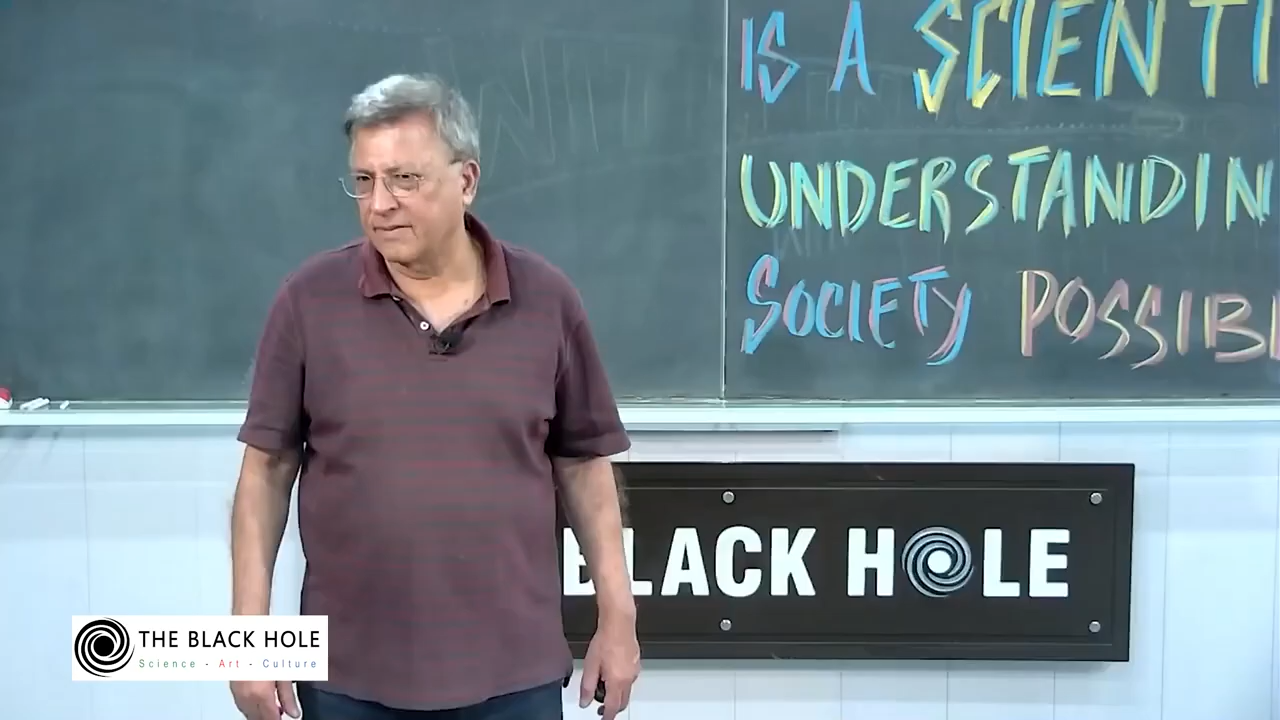 IS A SCIENTI
UNDERSTANDIN
SOCIETY POSSIBL
BLACK HOLE
THE BLACK HOLE
Science - Art - Culture